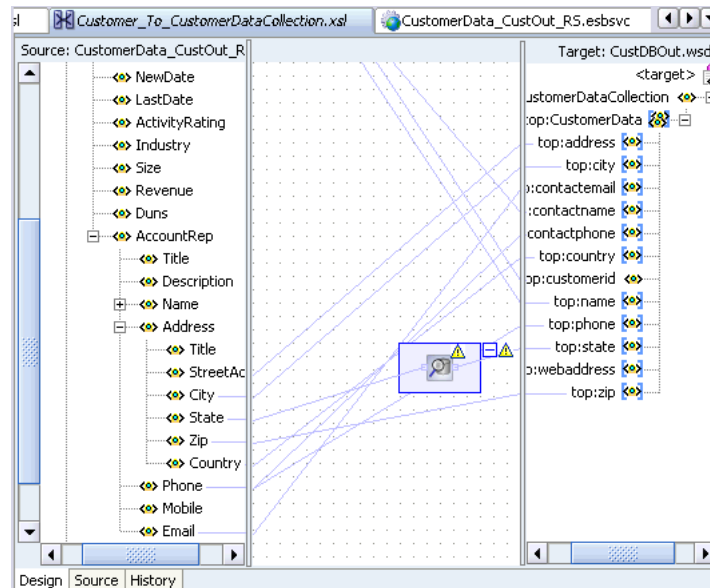 sl
Customer_To_CustomerDataCollection.xsl
CustomerData_CustOut_RS.esbsvc
Source: CustomerData_CustOut_R
NewDate
LastDate
ActivityRating
Industry
Size
Revenue
Duns
AccountRep
Title
Description
Name
Address
Title
StreetAc
City
State
Zip
Country
Phone
Mobile
Email
Target: CustDBOut.wsd
<target>
ustomerDataCollection
top:CustomerData
top:address
top:city
p:contactemail
:contactname
contactphone
top:country
op:customerid
top:name
top:phone
top:state
p:webaddress
top:zip
Design Source History